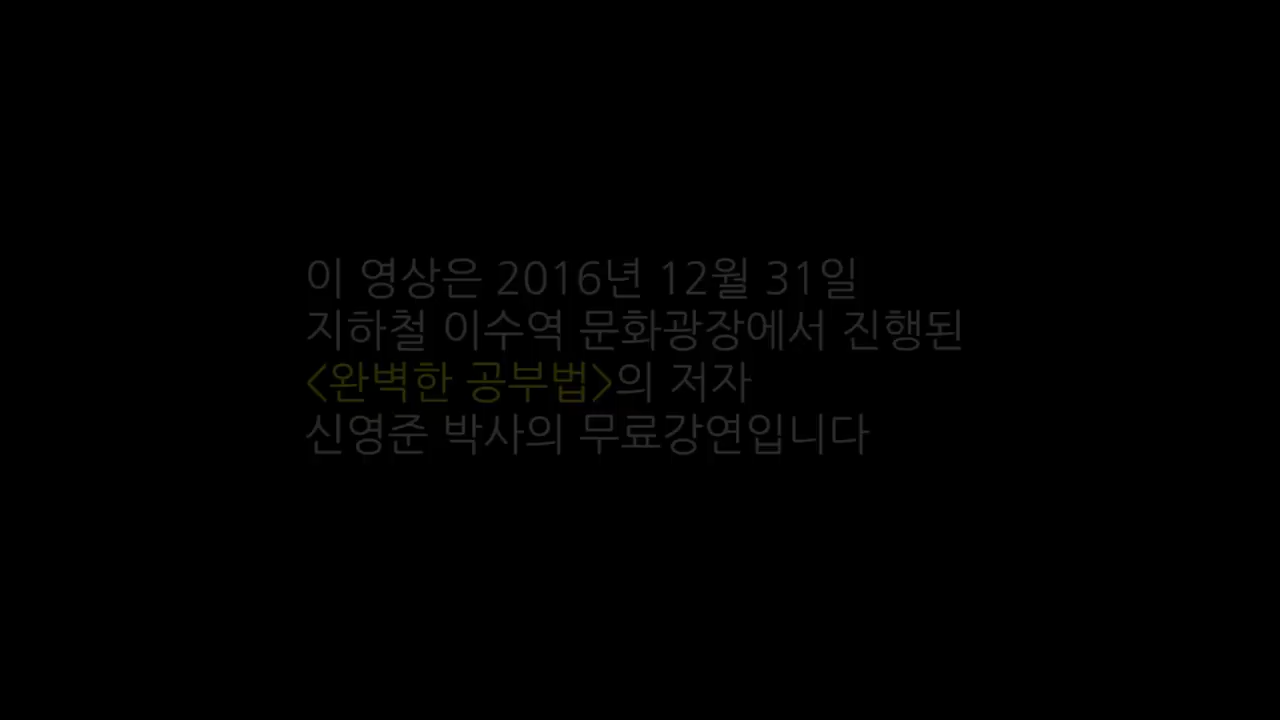 이 영상은 2016년 12월 31일
지하철 이수역 문화광장에서 진행된
<완벽한 공부법>의 저자
신영준 박사의 무료강연입니다